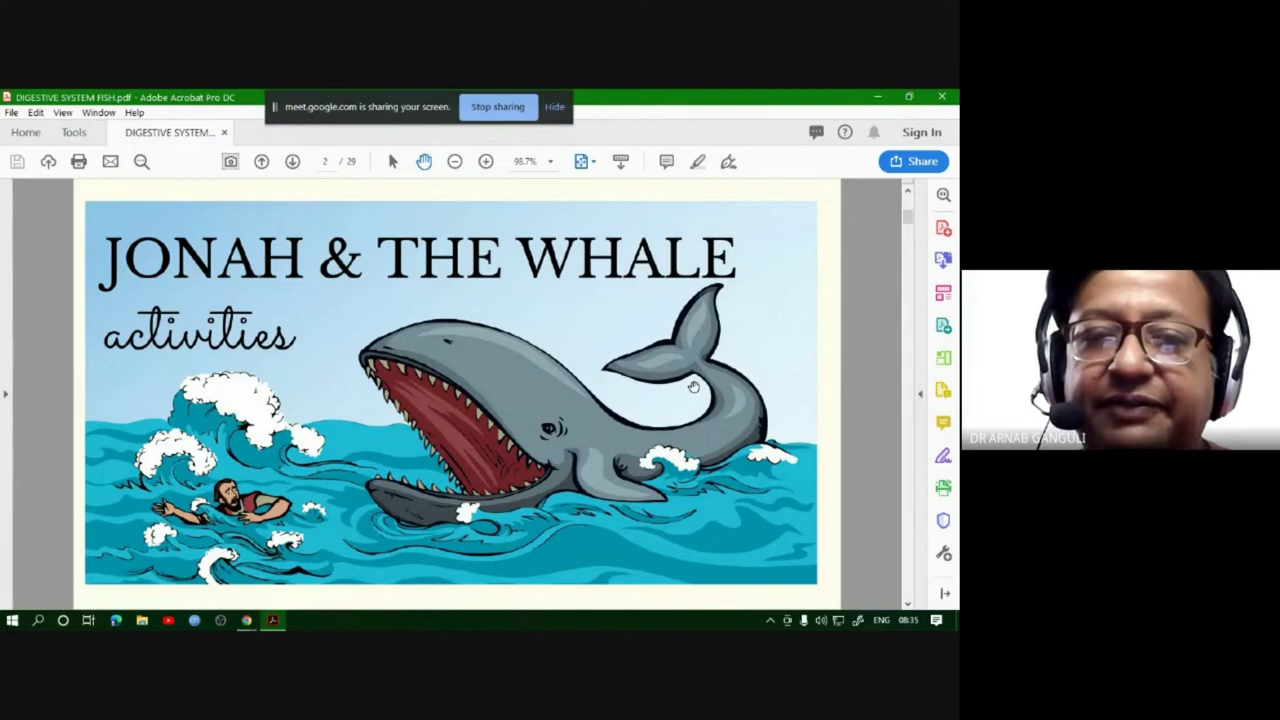 DIGESTIVE SYSTEM FISH.pdf - Adobe Acrobat Pro DC
meet.google.com is sharing your screen. Stop sharing Hide
File Edit View Window Help
Home Tools DIGESTIVE SYSTEM... × Sign In
2 / 29 98.7% Share
JONAH & THE WHALE
activities
DR ARNAB GANGULI
ENG 08:35